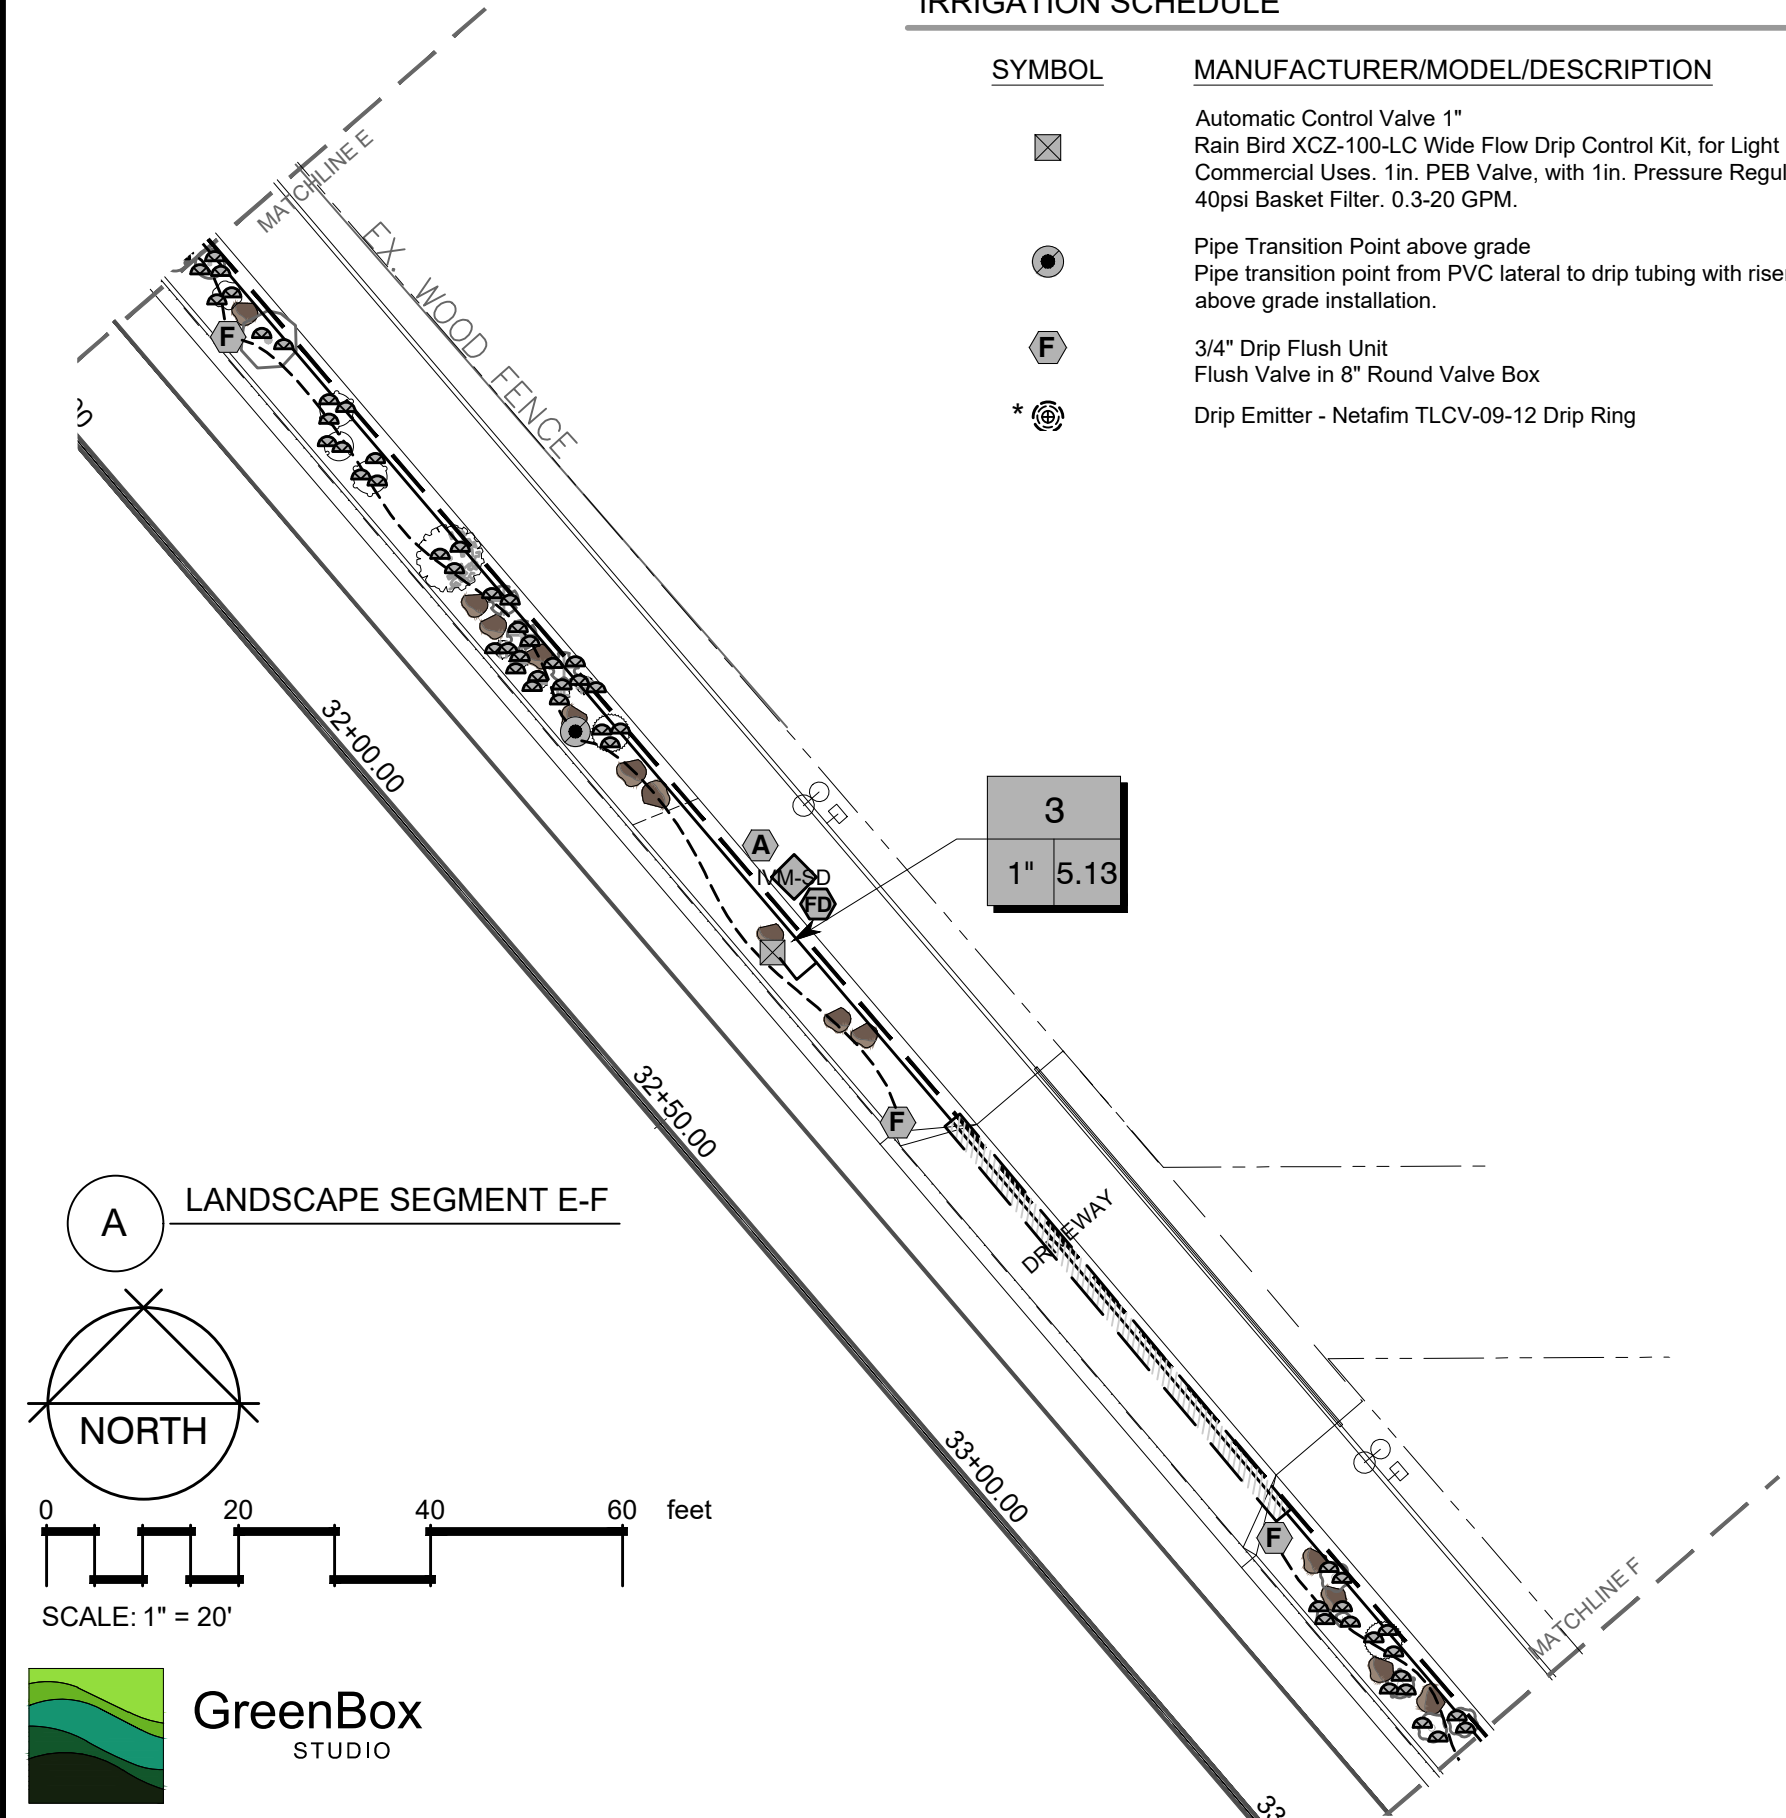 IRRIGATION SCHEDULE
SYMBOL
MANUFACTURER/MODEL/DESCRIPTION
Automatic Control Valve 1"
Rain Bird XCZ-100-LC Wide Flow Drip Control Kit, for Light
Commercial Uses. 1in. PEB Valve, with 1in. Pressure Regul
40psi Basket Filter. 0.3-20 GPM.
Pipe Transition Point above grade
Pipe transition point from PVC lateral to drip tubing with riser
above grade installation.
F
3/4" Drip Flush Unit
Flush Valve in 8" Round Valve Box
*
Drip Emitter - Netafim TLCV-09-12 Drip Ring
MATCHLINE E
EX. WOOD FENCE
F
32+00.00
3
1" 5.13
A
IVM-SD
FD
32+50.00
F
DRIVEWAY
33+00.00
F
MATCHLINE F
33
A
LANDSCAPE SEGMENT E-F
NORTH
0 20 40 60 feet
SCALE: 1" = 20'
GreenBox
STUDIO